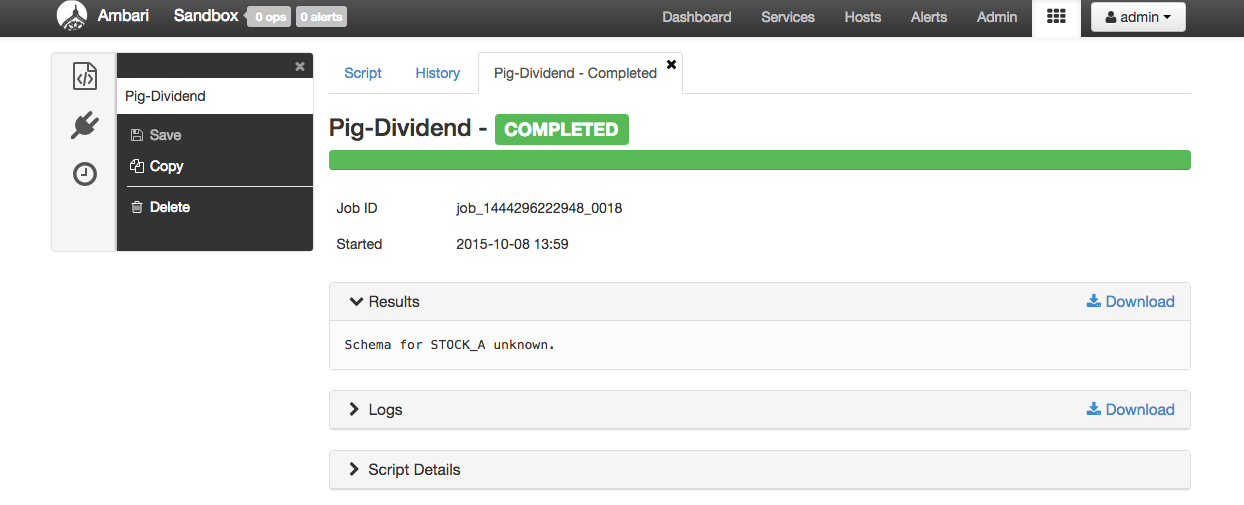 Ambari Sandbox 0 ops 0 alerts Dashboard Services Hosts Alerts Admin admin
Script History Pig-Dividend - Completed
Pig-Dividend
Save
Copy
Delete
Pig-Dividend - COMPLETED
Job ID job_1444296222948_0018
Started 2015-10-08 13:59
Results Download
Schema for STOCK_A unknown.
Logs Download
Script Details